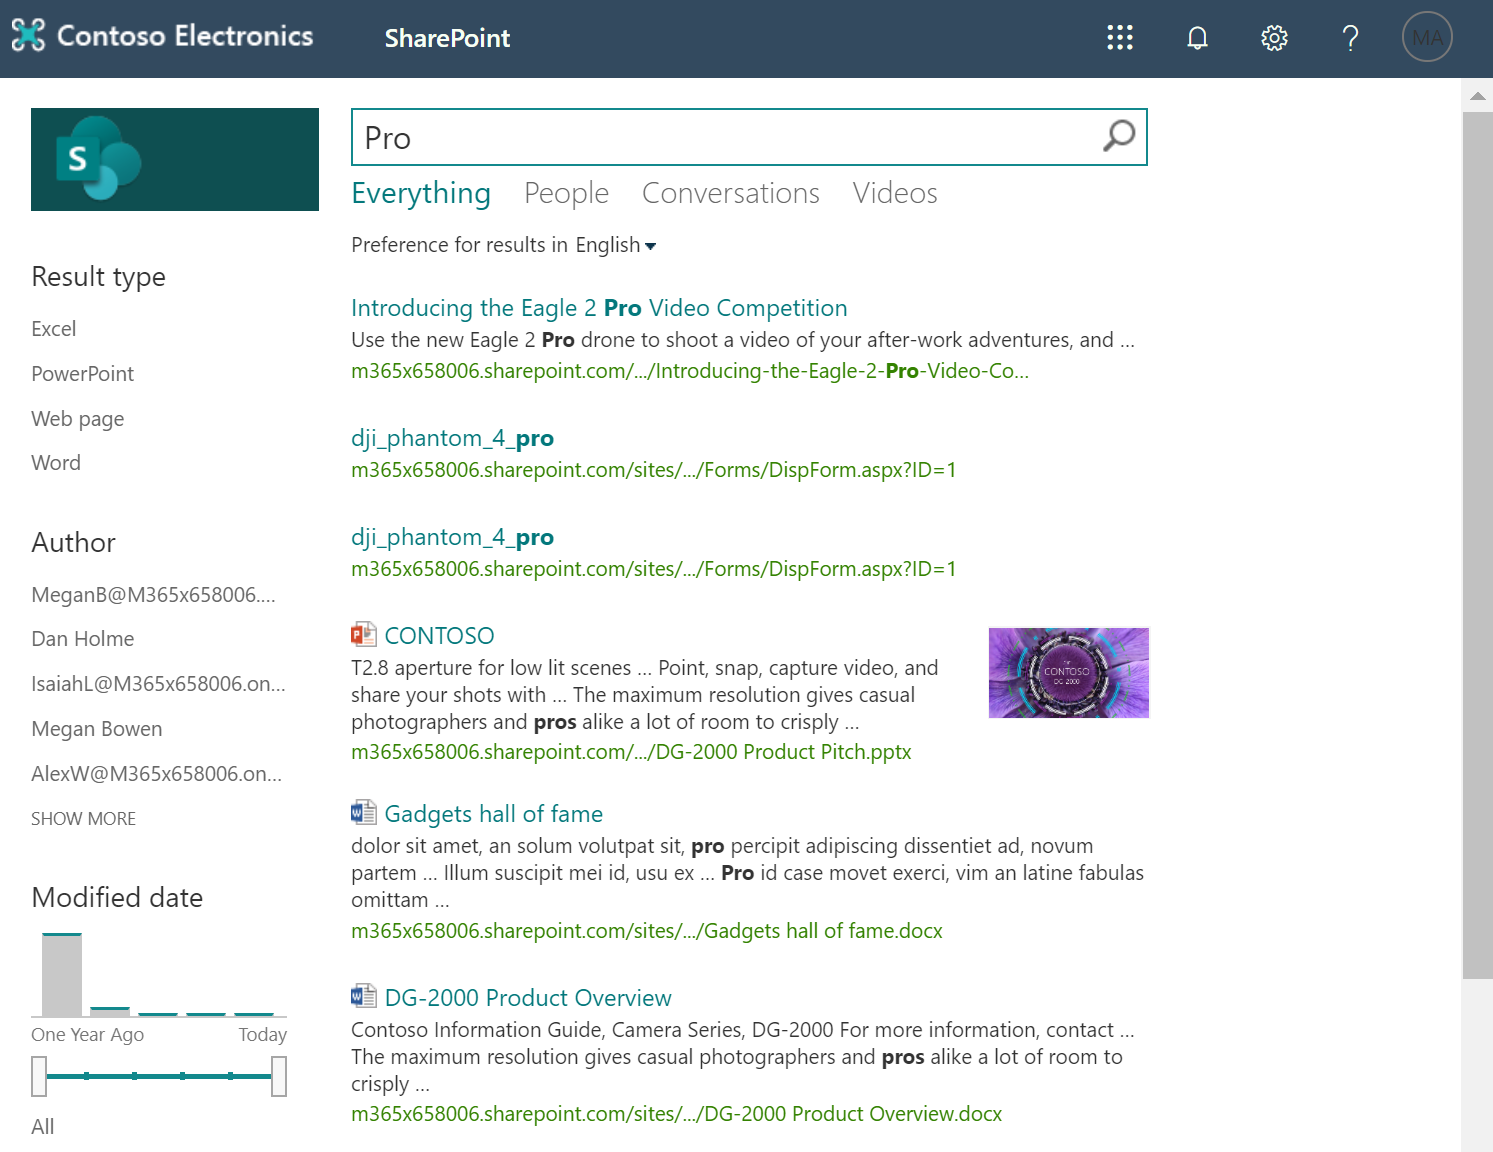 Contoso Electronics
SharePoint
MA
S
Pro
Everything People Conversations Videos
Preference for results in English
Result type
Excel
PowerPoint
Web page
Word
Author
MeganB@M365x658006....
Dan Holme
IsaiahL@M365x658006.on...
Megan Bowen
AlexW@M365x658006.on...
SHOW MORE
Modified date
One Year Ago Today
All
Introducing the Eagle 2 Pro Video Competition
Use the new Eagle 2 Pro drone to shoot a video of your after-work adventures, and ...
m365x658006.sharepoint.com/.../Introducing-the-Eagle-2-Pro-Video-Co...
dji_phantom_4_pro
m365x658006.sharepoint.com/sites/.../Forms/DispForm.aspx?ID=1
dji_phantom_4_pro
m365x658006.sharepoint.com/sites/.../Forms/DispForm.aspx?ID=1
CONTOSO
T2.8 aperture for low lit scenes ... Point, snap, capture video, and
share your shots with ... The maximum resolution gives casual
photographers and pros alike a lot of room to crisply ...
m365x658006.sharepoint.com/.../DG-2000 Product Pitch.pptx
CONTOSO
DG 2000
Gadgets hall of fame
dolor sit amet, an solum volutpat sit, pro percipit adipiscing dissentiet ad, novum
partem ... Illum suscipit mei id, usu ex ... Pro id case movet exerci, vim an latine fabulas
omittam ...
m365x658006.sharepoint.com/sites/.../Gadgets hall of fame.docx
DG-2000 Product Overview
Contoso Information Guide, Camera Series, DG-2000 For more information, contact ...
The maximum resolution gives casual photographers and pros alike a lot of room to
crisply ...
m365x658006.sharepoint.com/sites/.../DG-2000 Product Overview.docx